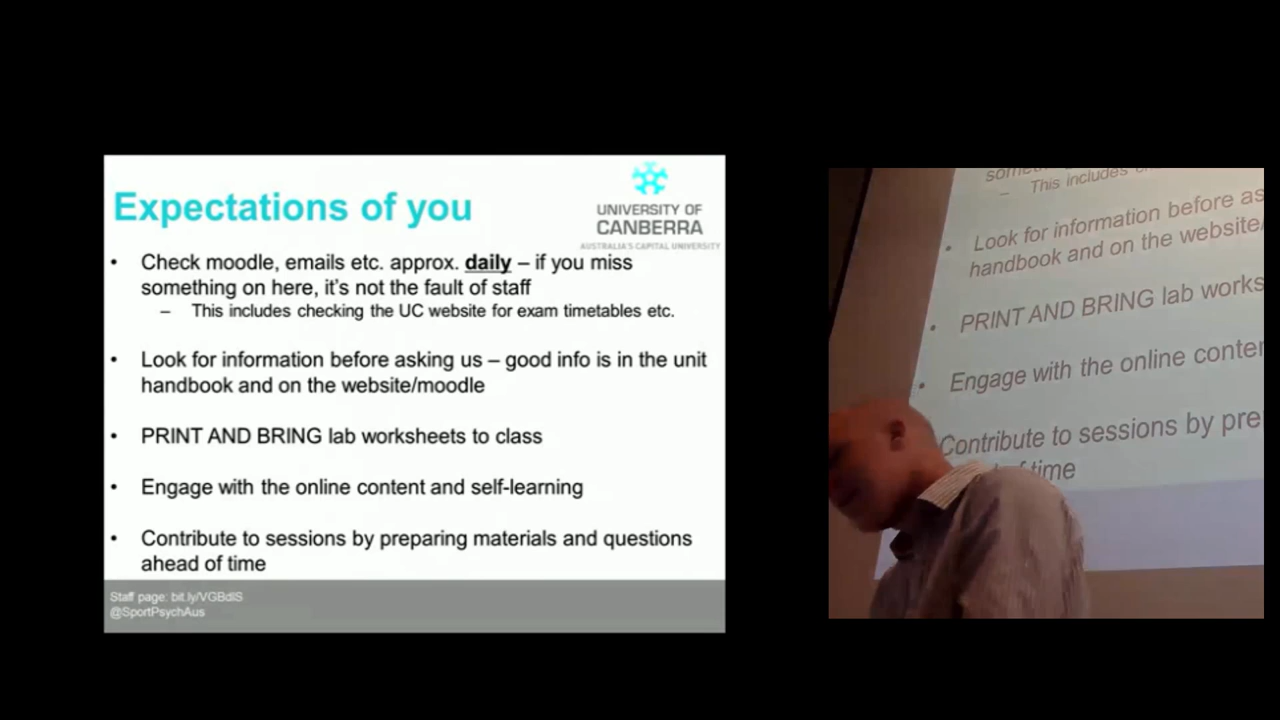 Expectations of you
UNIVERSITY OF
CANBERRA
AUSTRALIA'S CAPITAL UNIVERSITY
• Check moodle, emails etc. approx. daily – if you miss
something on here, it's not the fault of staff
– This includes checking the UC website for exam timetables etc.
• Look for information before asking us – good info is in the unit
handbook and on the website/moodle
• PRINT AND BRING lab worksheets to class
• Engage with the online content and self-learning
• Contribute to sessions by preparing materials and questions
ahead of time
Staff page: bit.ly/VGBdlS
@SportPsychAus
– This includes
• Look for information before as
handbook and on the website/
• PRINT AND BRING lab works
• Engage with the online conte
Contribute to sessions by pre
of time